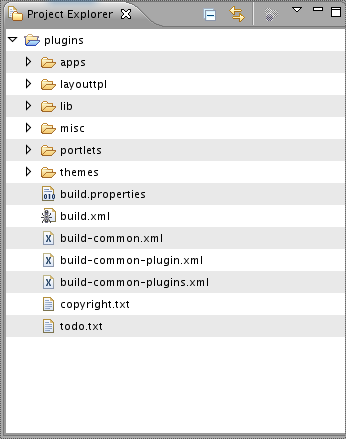 Project Explorer
plugins
apps
layouttpl
lib
misc
portlets
themes
build.properties
build.xml
build-common.xml
build-common-plugin.xml
build-common-plugins.xml
copyright.txt
todo.txt